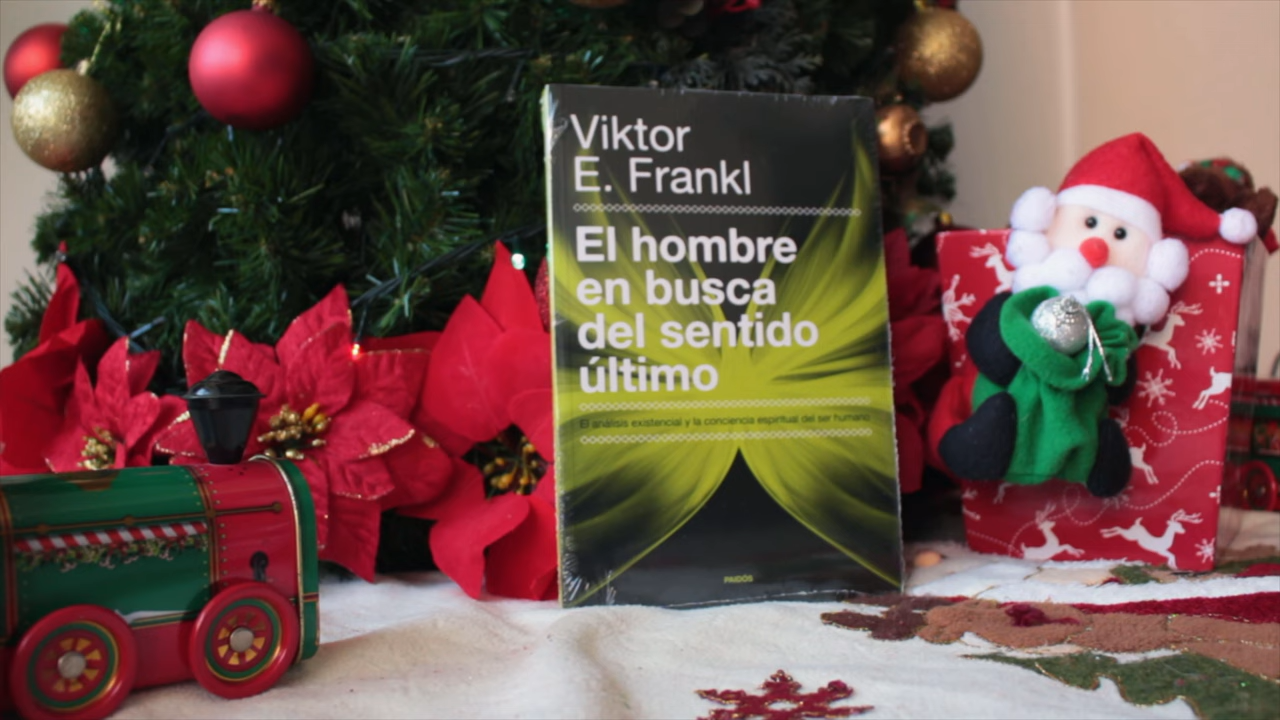 Viktor
E. Frankl
El hombre
en busca
del sentido
último
El análisis existencial y la conciencia espiritual del ser humano
PAIDÓS